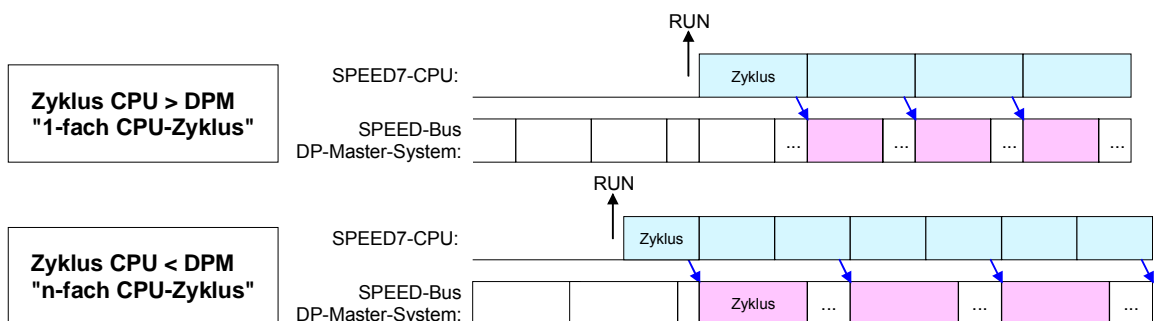 RUN
Zyklus CPU > DPM
"1-fach CPU-Zyklus"
SPEED7-CPU:
Zyklus
SPEED-Bus
DP-Master-System:
... ... ... ...
RUN
Zyklus CPU < DPM
"n-fach CPU-Zyklus"
SPEED7-CPU:
Zyklus
SPEED-Bus
DP-Master-System:
Zyklus ... ... ...